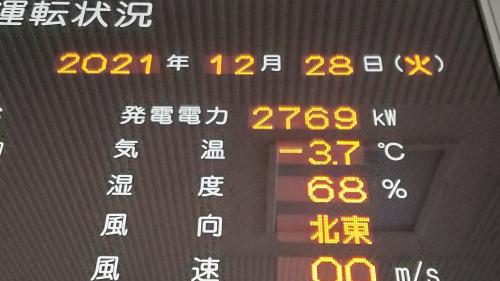 運転状況
2021年 12月 28日(火)
発電電力 2769 kW
気温 -3.7 ℃
湿度 68 %
風向 北東
風速 m/s